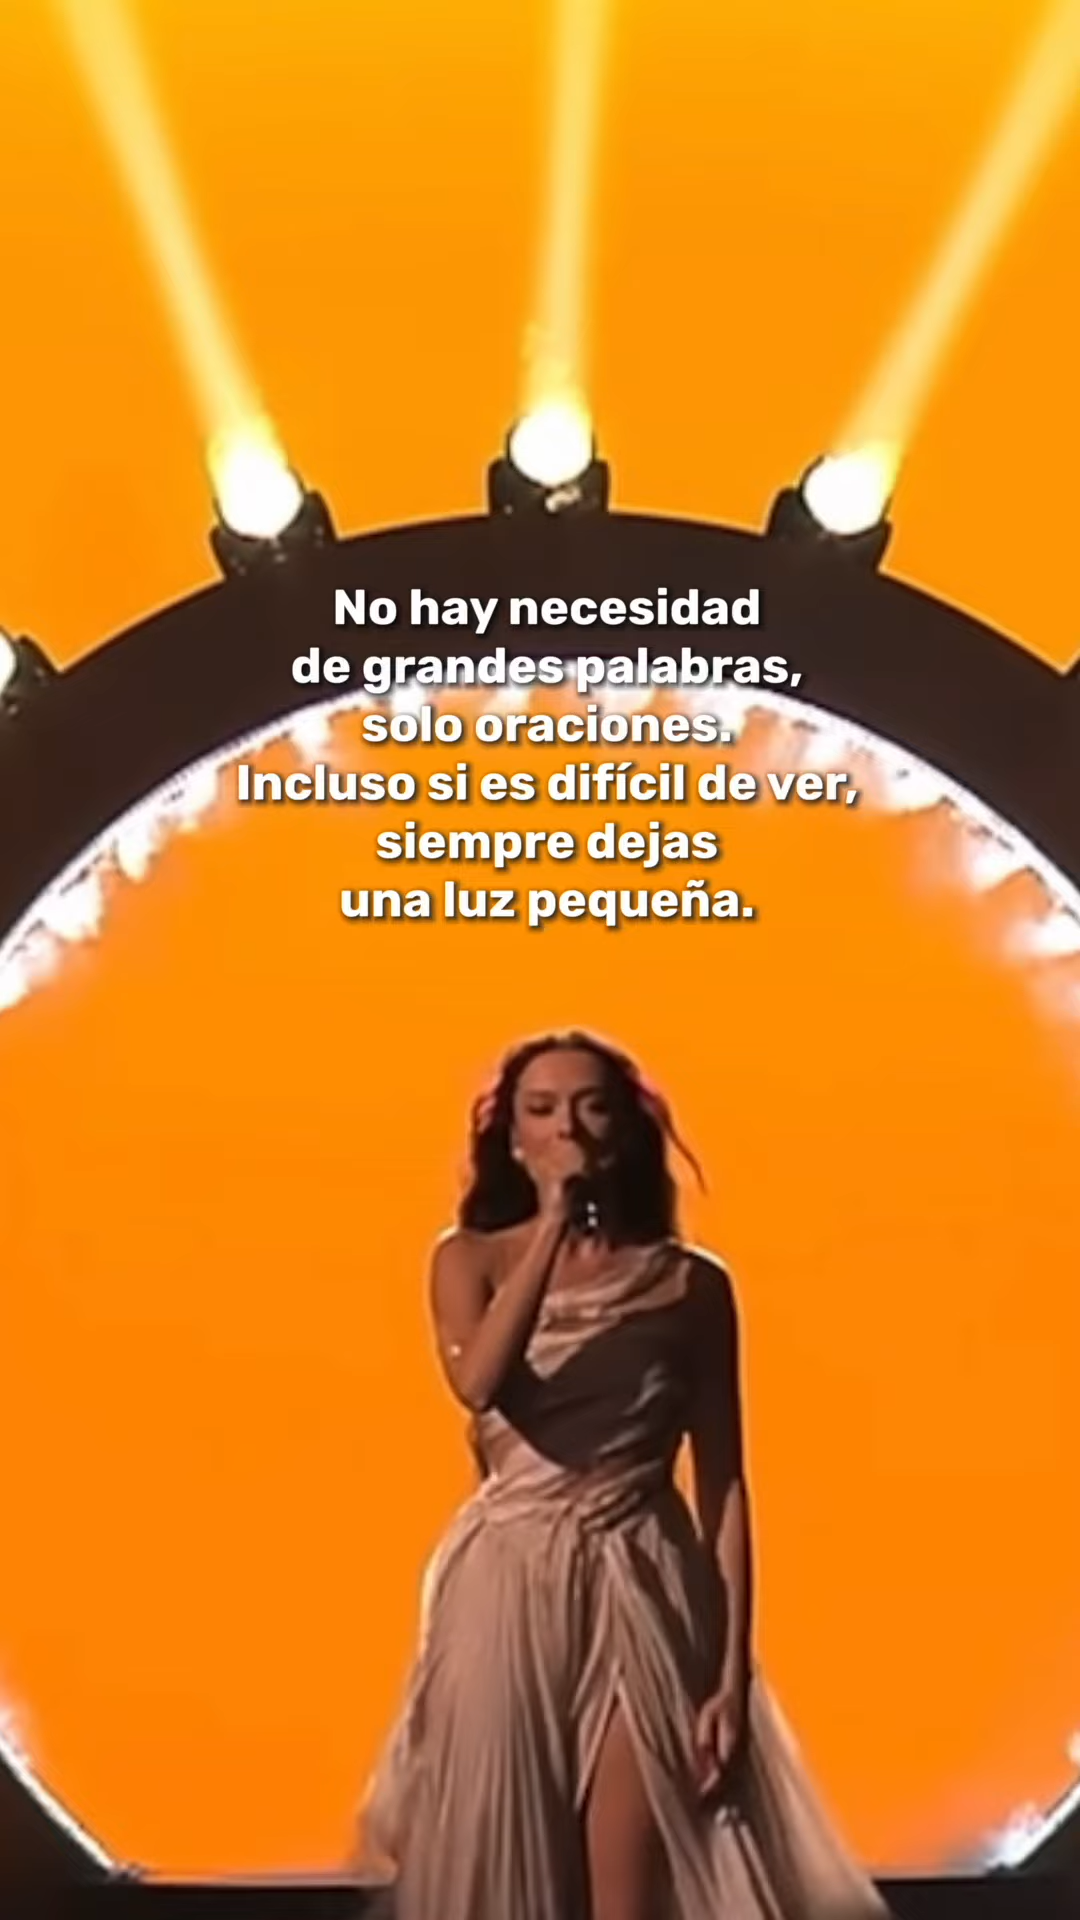 No hay necesidad
de grandes palabras,
solo oraciones.
Incluso si es difícil de ver,
siempre dejas
una luz pequeña.